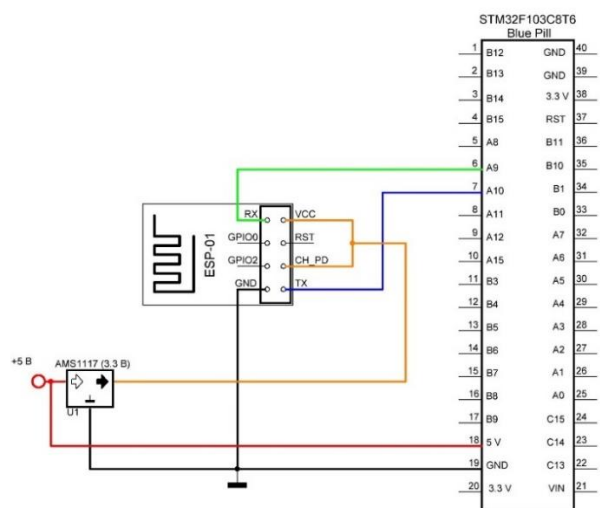 STM32F103C8T6
Blue Pill
1 B12 GND 40
2 B13 GND 39
3 B14 3.3 V 38
4 B15 RST 37
5 A8 B11 36
6 A9 B10 35
7 A10 B1 34
8 A11 B0 33
9 A12 A7 32
10 A15 A6 31
11 B3 A5 30
12 B4 A4 29
13 B5 A3 28
14 B6 A2 27
15 B7 A1 26
16 B8 A0 25
17 B9 C15 24
18 5 V C14 23
19 GND C13 22
20 3.3 V VIN 21
ESP-01
RX VCC
GPIO0 RST
GPIO2 CH_PD
GND TX
+5 В
AMS1117 (3.3 В)
U1